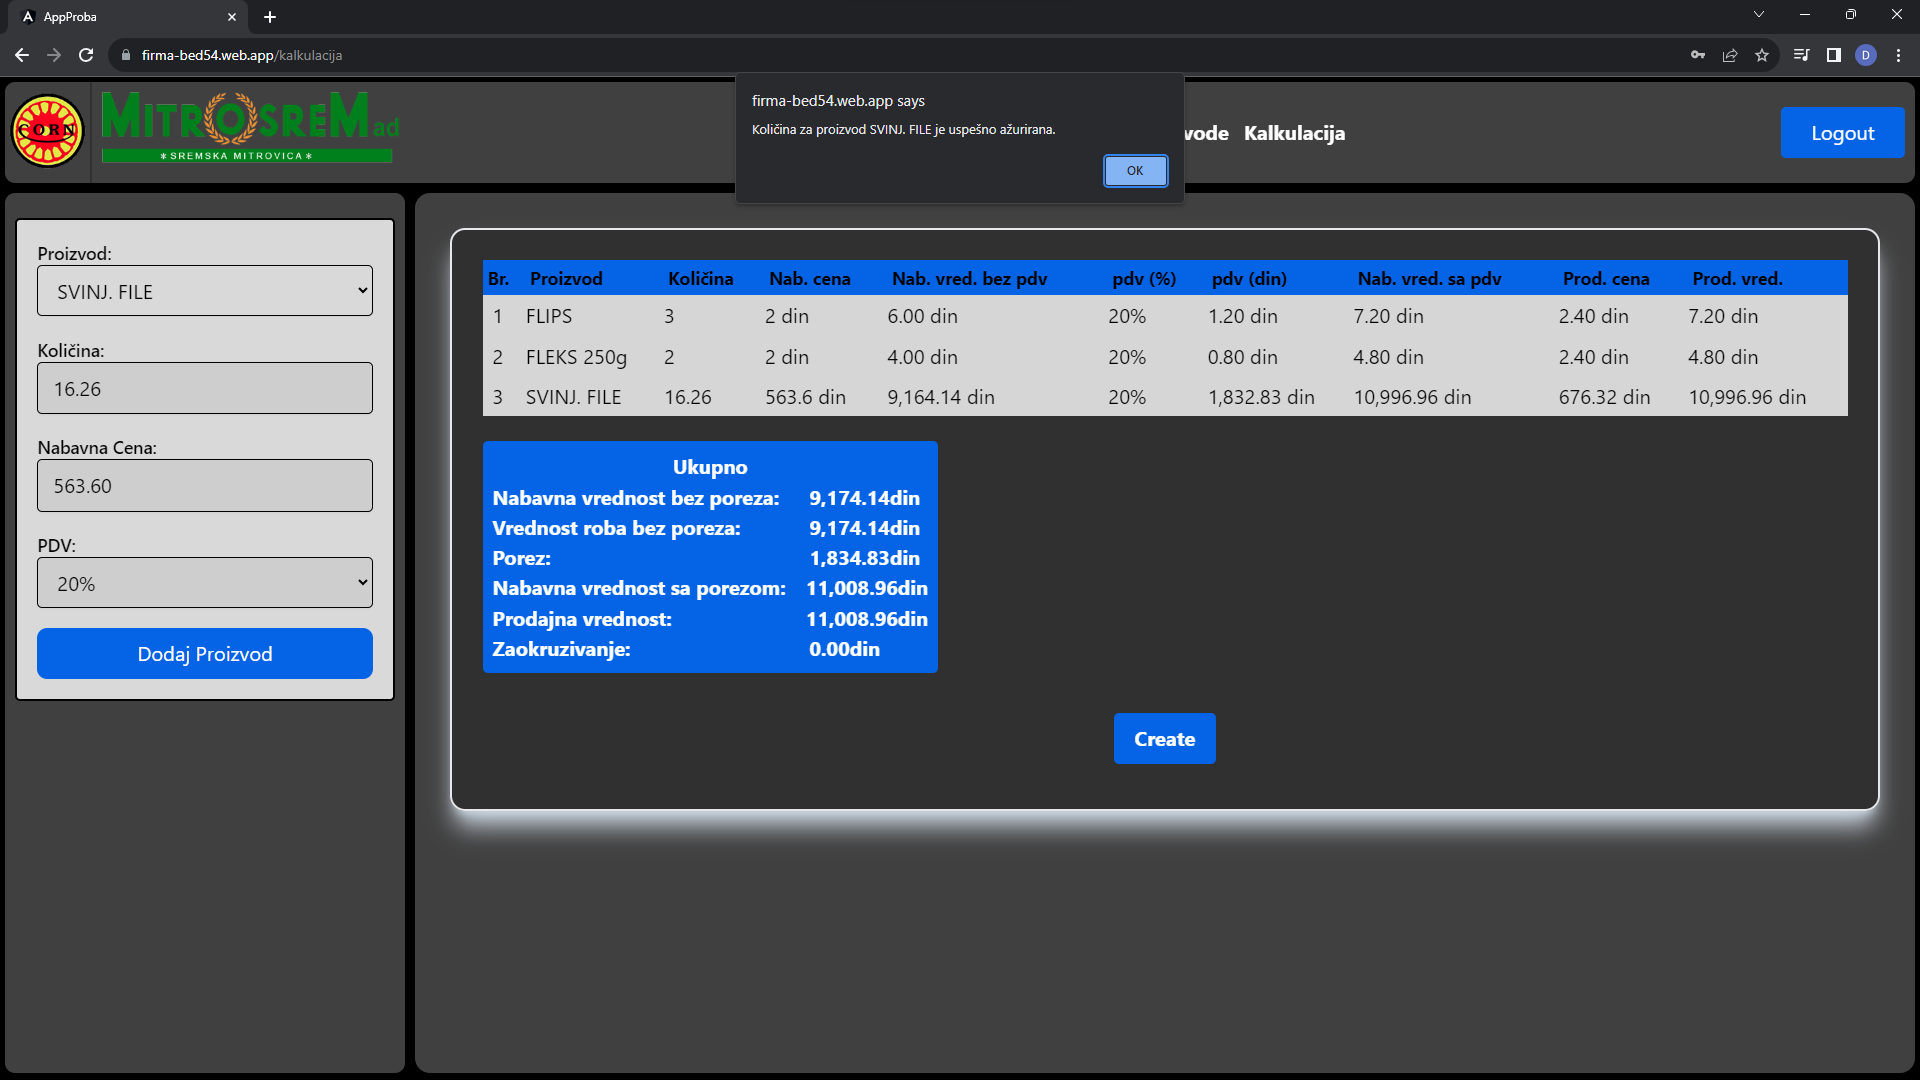 AppProba
firma-bed54.web.app/kalkulacija
D
CORN
MITROSREM ad
* SREMSKA MITROVICA *
firma-bed54.web.app says
Količina za proizvod SVINJ. FILE je uspešno ažurirana.
OK
vode Kalkulacija
Logout
Proizvod:
SVINJ. FILE
Količina:
16.26
Nabavna Cena:
563.60
PDV:
20%
Dodaj Proizvod
Br. Proizvod Količina Nab. cena Nab. vred. bez pdv pdv (%) pdv (din) Nab. vred. sa pdv Prod. cena Prod. vred.
1 FLIPS 3 2 din 6.00 din 20% 1.20 din 7.20 din 2.40 din 7.20 din
2 FLEKS 250g 2 2 din 4.00 din 20% 0.80 din 4.80 din 2.40 din 4.80 din
3 SVINJ. FILE 16.26 563.6 din 9,164.14 din 20% 1,832.83 din 10,996.96 din 676.32 din 10,996.96 din
Ukupno
Nabavna vrednost bez poreza: 9,174.14din
Vrednost roba bez poreza: 9,174.14din
Porez: 1,834.83din
Nabavna vrednost sa porezom: 11,008.96din
Prodajna vrednost: 11,008.96din
Zaokruzivanje: 0.00din
Create